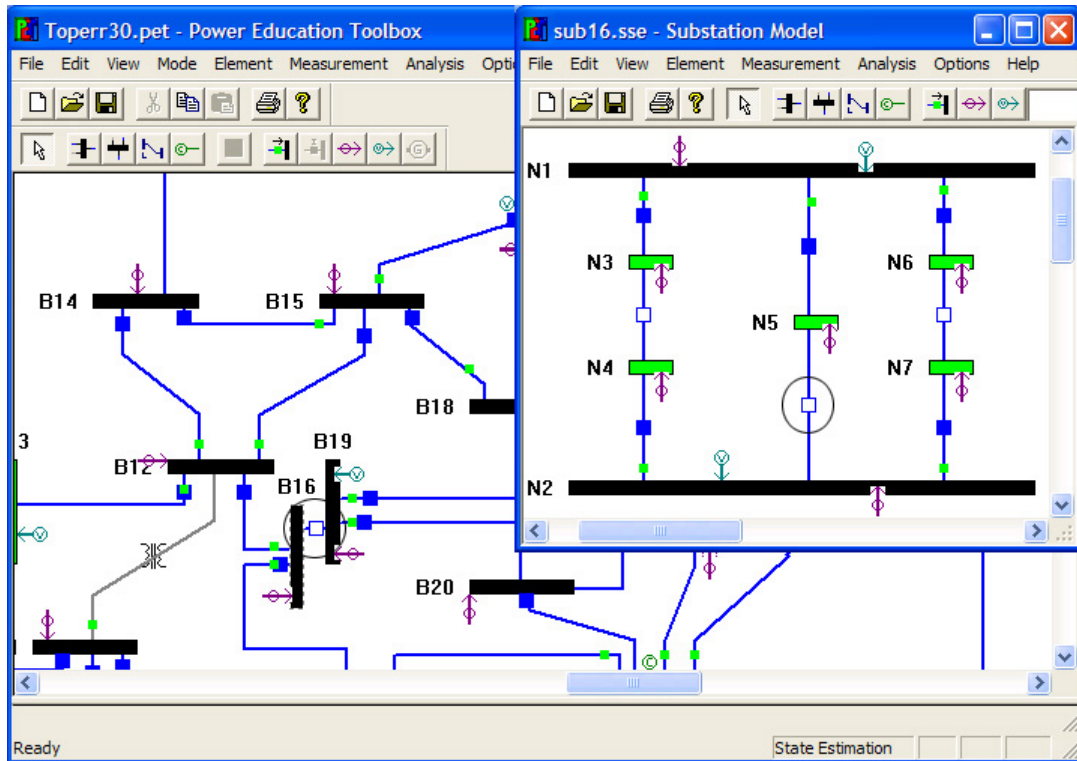 Toperr30.pet - Power Education Toolbox
File Edit View Mode Element Measurement Analysis
B14
B15
B18
3
B12
B19
B16
B20
Ready
State Estimation
sub16.sse - Substation Model
File Edit View Element Measurement Analysis Options Help
N1
N3
N6
N5
N4
N7
N2